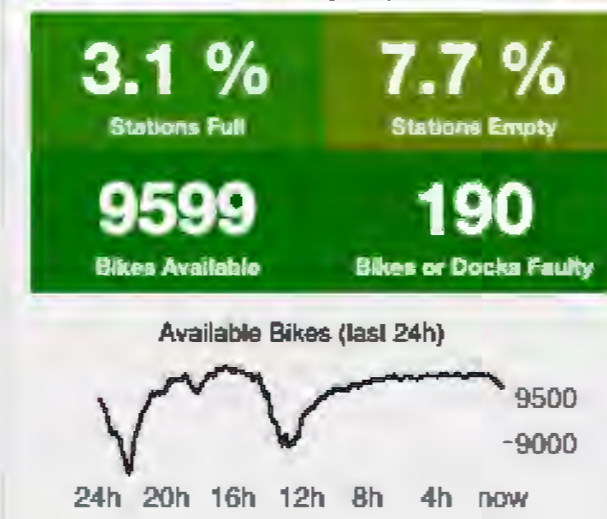 3.1 % 7.7 %
Stations Full Stations Empty
9599 190
Bikes Available Bikes or Docks Faulty
Available Bikes (last 24h)
9500
-9000
24h 20h 16h 12h 8h 4h now